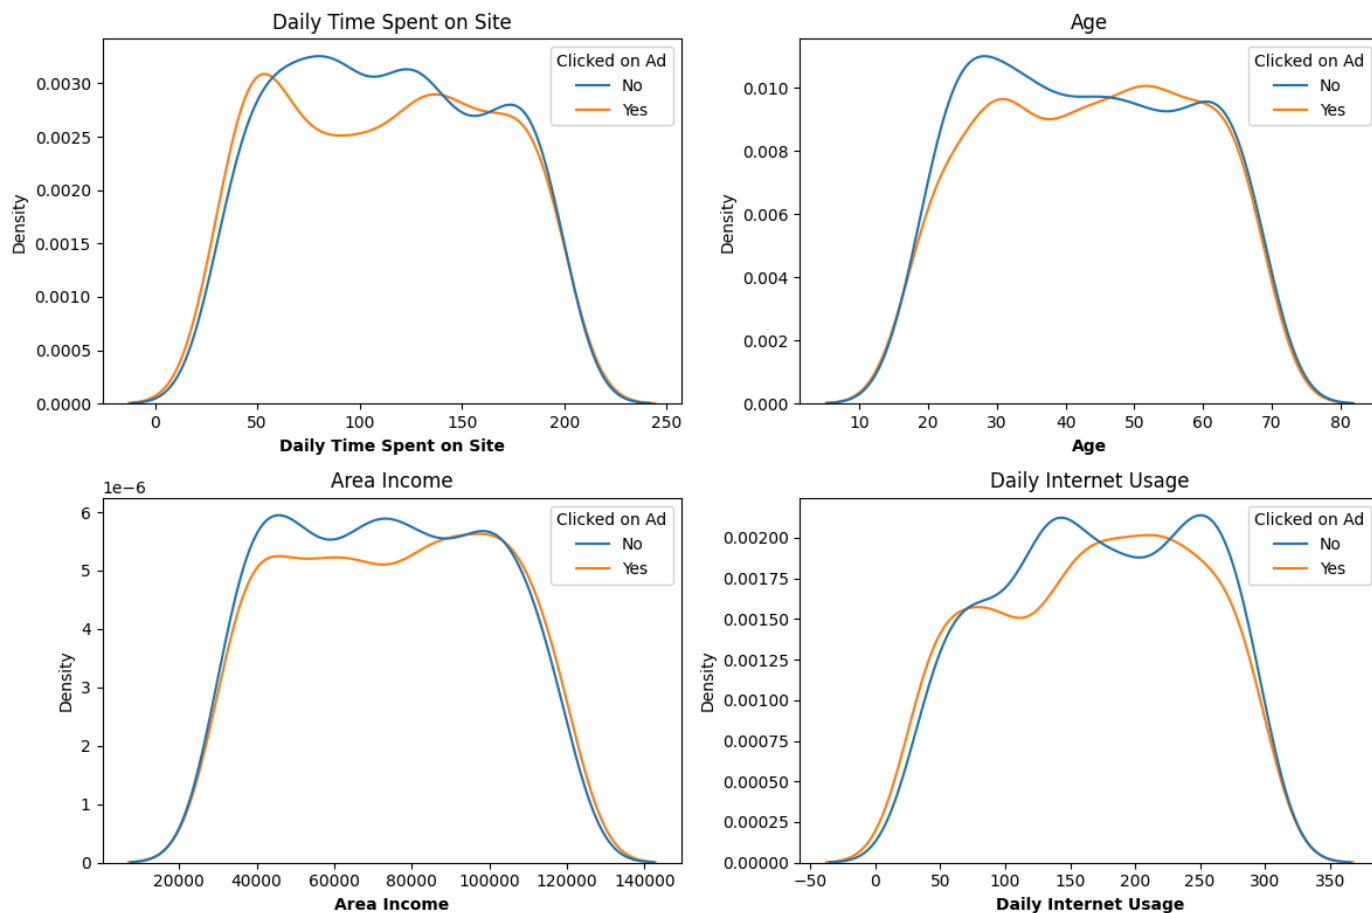 Daily Time Spent on Site
Density
0.0030
0.0025
0.0020
0.0015
0.0010
0.0005
0.0000
0 50 100 150 200 250
Daily Time Spent on Site
Clicked on Ad
No
Yes
Age
Density
0.010
0.008
0.006
0.004
0.002
0.000
10 20 30 40 50 60 70 80
Age
Clicked on Ad
No
Yes
Area Income
1e−6
Density
6
5
4
3
2
1
0
20000 40000 60000 80000 100000 120000 140000
Area Income
Clicked on Ad
No
Yes
Daily Internet Usage
Density
0.00200
0.00175
0.00150
0.00125
0.00100
0.00075
0.00050
0.00025
0.00000
−50 0 50 100 150 200 250 300 350
Daily Internet Usage
Clicked on Ad
No
Yes